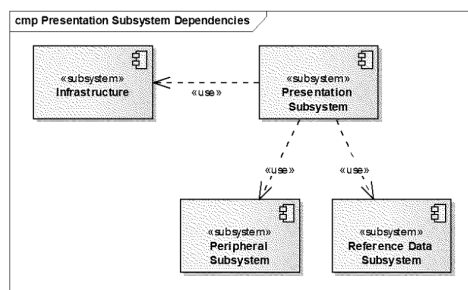 cmp Presentation Subsystem Dependencies
«subsystem»
Infrastructure
«use»
«subsystem»
Presentation
Subsystem
«use»
«use»
«subsystem»
Peripheral
Subsystem
«subsystem»
Reference Data
Subsystem